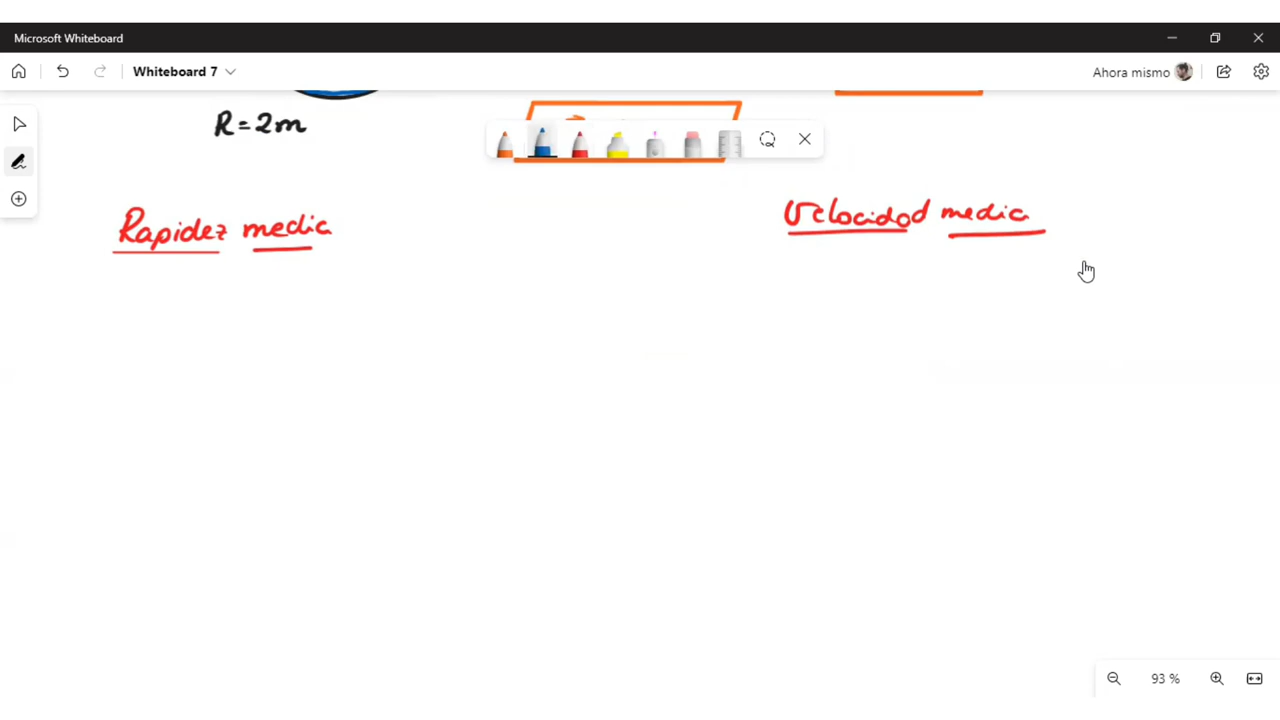 Microsoft Whiteboard
Whiteboard 7
Ahora mismo
R = 2m
Rapidez media
Velocidad media
93 %